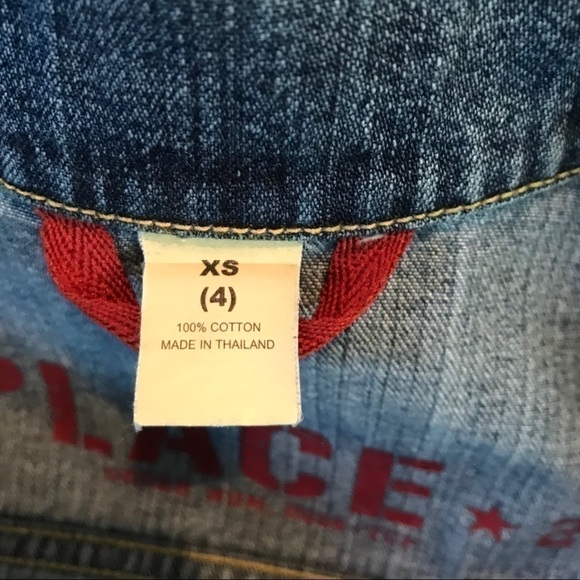 XS
(4)
100% COTTON
MADE IN THAILAND
PLACE